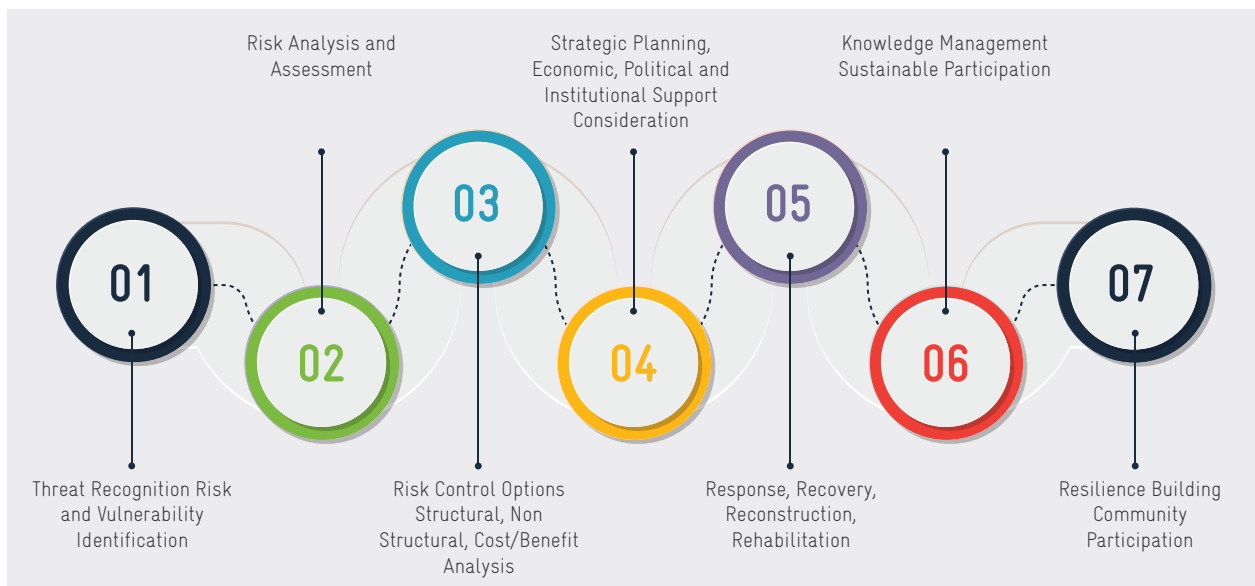 Risk Analysis and
Assessment
Strategic Planning,
Economic, Political and
Institutional Support
Consideration
Knowledge Management
Sustainable Participation
01
02
03
04
05
06
07
Threat Recognition Risk
and Vulnerability
Identification
Risk Control Options
Structural, Non
Structural, Cost/Benefit
Analysis
Response, Recovery,
Reconstruction,
Rehabilitation
Resilience Building
Community
Participation